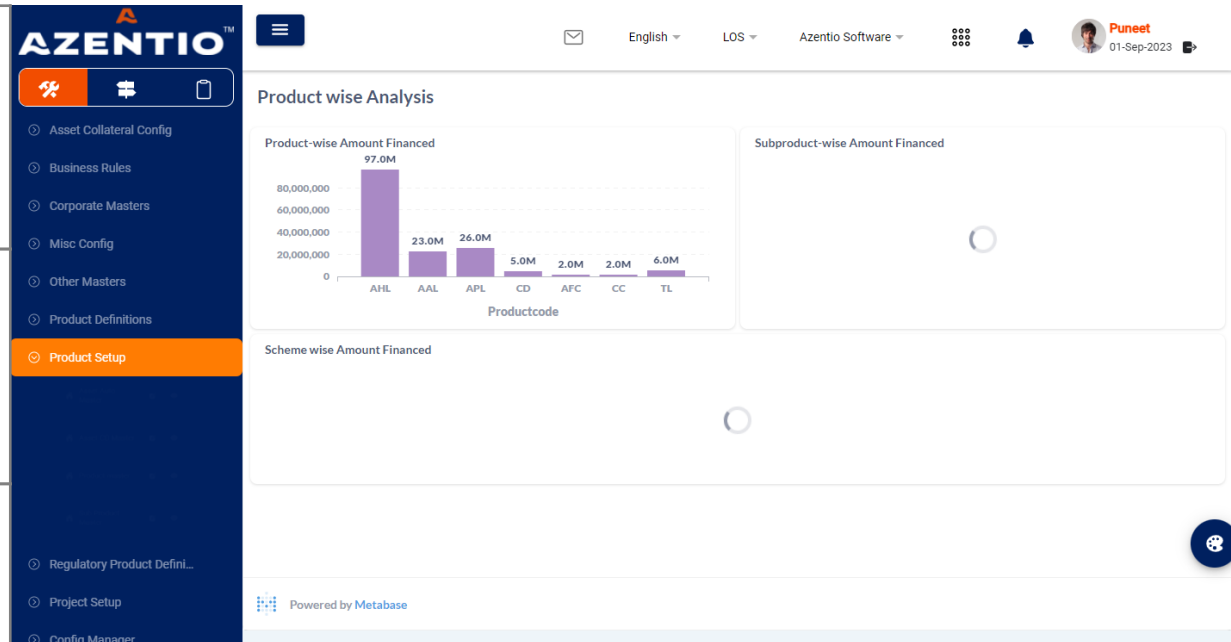 AZENTIO™
English
LOS
Azentio Software
Puneet
01-Sep-2023
Asset Collateral Config
Business Rules
Corporate Masters
Misc Config
Other Masters
Product Definitions
Product Setup
Regulatory Product Defini...
Project Setup
Config Manager
Product wise Analysis
Product-wise Amount Financed
97.0M
80,000,000
60,000,000
40,000,000
20,000,000
0
23.0M
26.0M
5.0M
2.0M
2.0M
6.0M
AHL
AAL
APL
CD
AFC
CC
TL
Productcode
Subproduct-wise Amount Financed
Scheme wise Amount Financed
Powered by Metabase